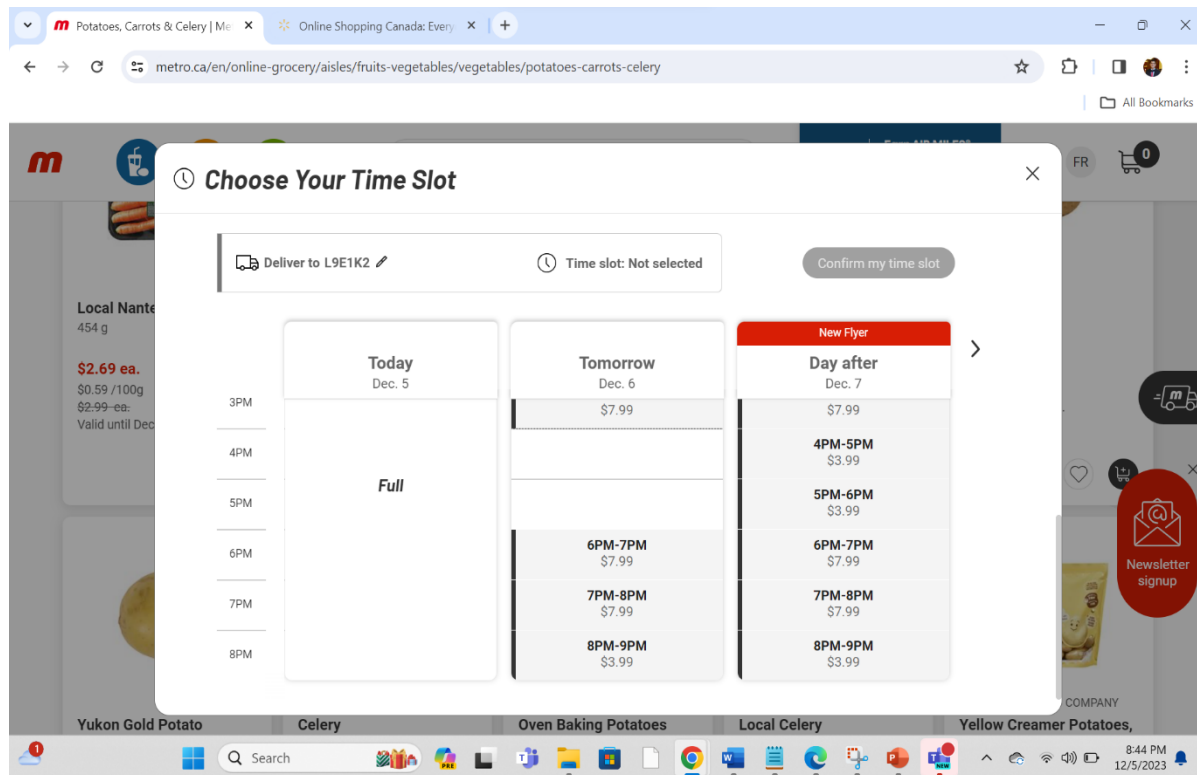 Potatoes, Carrots & Celery | Me
Online Shopping Canada: Every
metro.ca/en/online-grocery/aisles/fruits-vegetables/vegetables/potatoes-carrots-celery
All Bookmarks
m
FR
0
Choose Your Time Slot
Deliver to L9E1K2
Time slot: Not selected
Confirm my time slot
Local Nante
454 g
$2.69 ea.
$0.59 /100g
$2.99 ea.
Valid until Dec
New Flyer
Today
Dec. 5
Tomorrow
Dec. 6
Day after
Dec. 7
3PM
$7.99
$7.99
4PM
4PM-5PM
$3.99
Full
5PM
5PM-6PM
$3.99
6PM
6PM-7PM
$7.99
6PM-7PM
$7.99
7PM
7PM-8PM
$7.99
7PM-8PM
$7.99
8PM
8PM-9PM
$3.99
8PM-9PM
$3.99
m
Newsletter
signup
COMPANY
Yukon Gold Potato
Celery
Oven Baking Potatoes
Local Celery
Yellow Creamer Potatoes,
1
Search
PRE
NEW
8:44 PM
12/5/2023